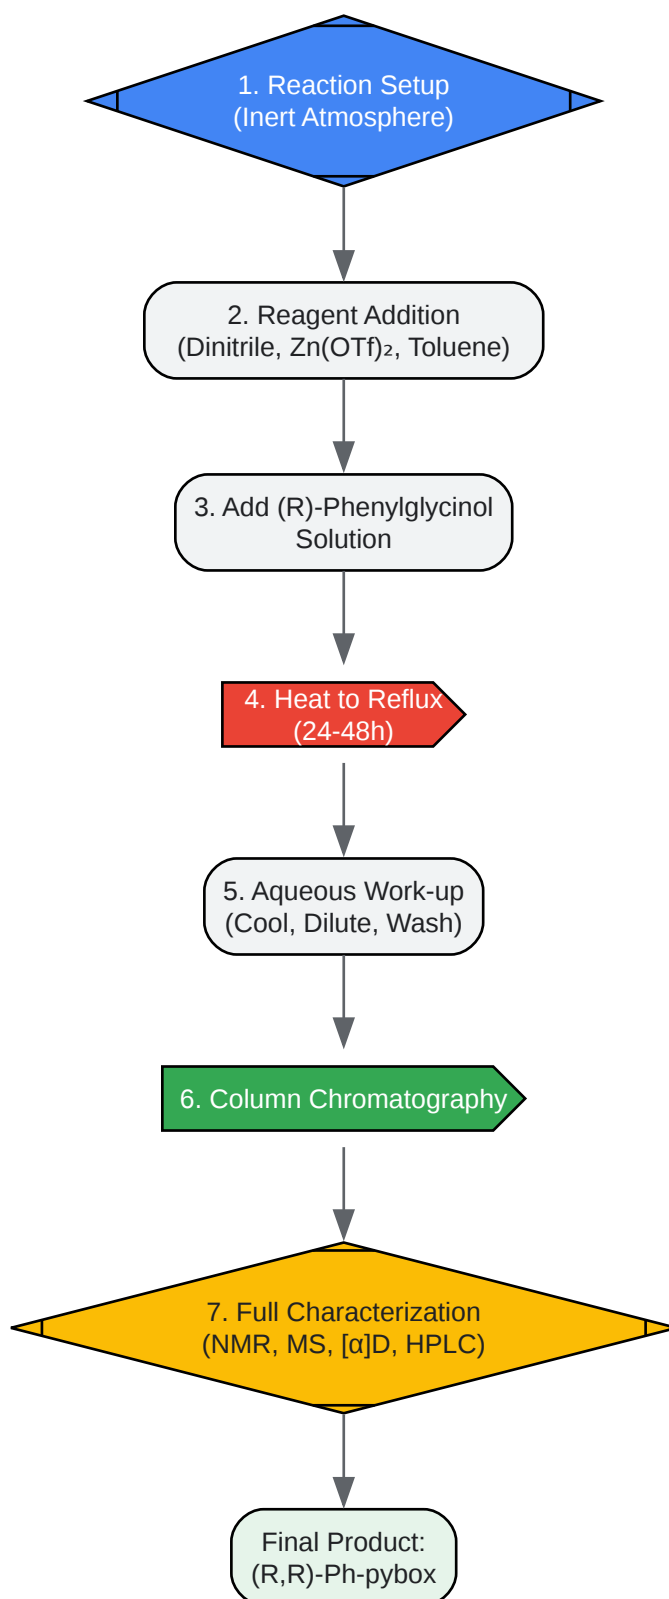 1. Reaction Setup
(Inert Atmosphere)
2. Reagent Addition
(Dinitrile, Zn(OTf)₂, Toluene)
3. Add (R)-Phenylglycinol
Solution
4. Heat to Reflux
(24-48h)
5. Aqueous Work-up
(Cool, Dilute, Wash)
6. Column Chromatography
7. Full Characterization
(NMR, MS, [α]D, HPLC)
Final Product:
(R,R)-Ph-pybox